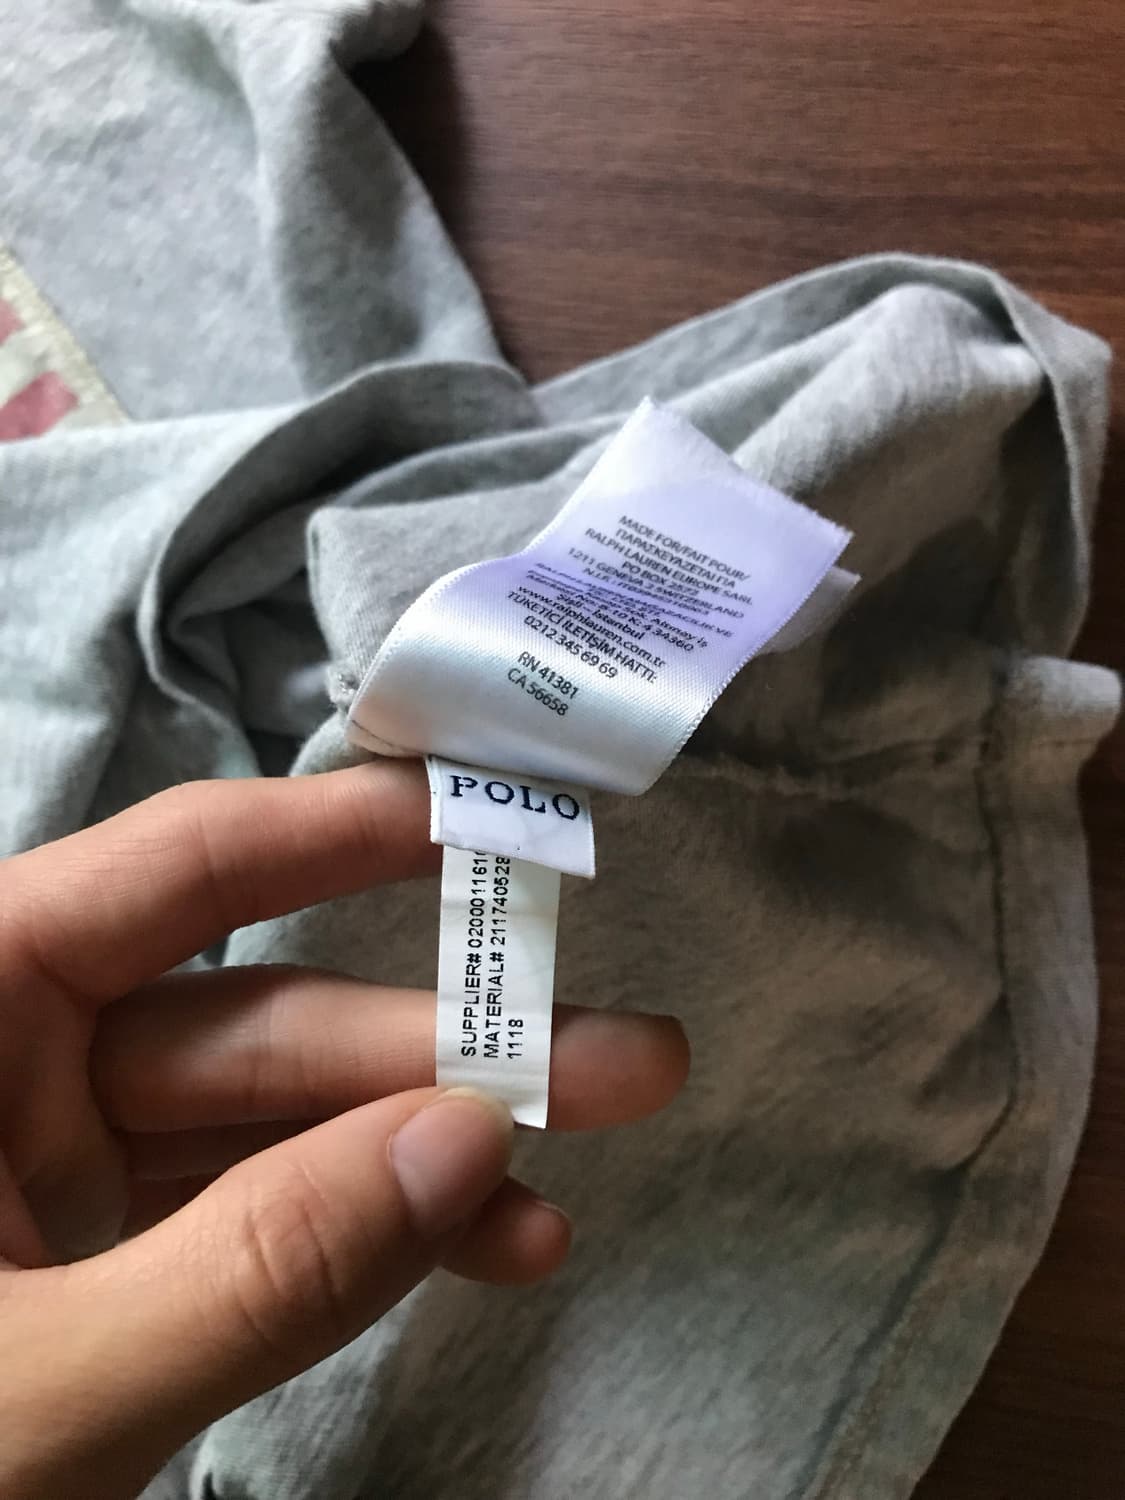 MADE FOR/FAIT POUR/
ΠΑΡΑΣΚΕΥΑΖΕΤΑΙ ΓΙΑ
RALPH LAUREN EUROPE SARL
PO BOX 2572
1211 GENEVA 2 SWITZERLAND
N.I.F.:
Şişli - İstanbul
www.ralphlauren.com.tr
TÜKETİCİ İLETİŞİM HATTI:
0212 345 69 69
RN 41381
CA 56658
POLO
SUPPLIER# 020001161
MATERIAL# 211740528
1118